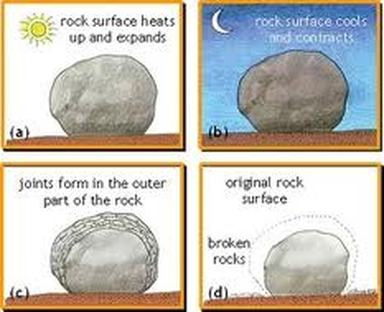 rock surface heats
up and expands
(a)
rock surface cools
and contracts
(b)
joints form in the outer
part of the rock
(c)
original rock
surface
broken
rocks
(d)